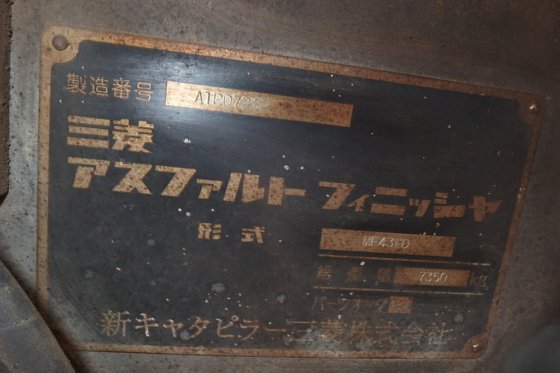 製造番号
三菱
アスファルト フィニッシャ
形式 MF43FD
総重量 7350 KG
新キャタピラー三菱株式会社